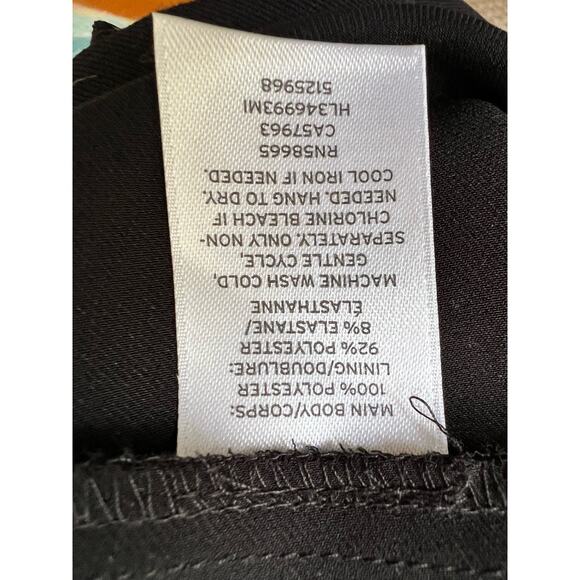 MAIN BODY/CORPS:
100% POLYESTER
LINING/DOUBLURE:
92% POLYESTER
8% ELASTANE/
ÉLASTHANNE
MACHINE WASH COLD,
GENTLE CYCLE,
SEPARATELY. ONLY NON-
CHLORINE BLEACH IF
NEEDED. HANG TO DRY.
COOL IRON IF NEEDED.
RN58665
CA57963
HL346993MI
5125968